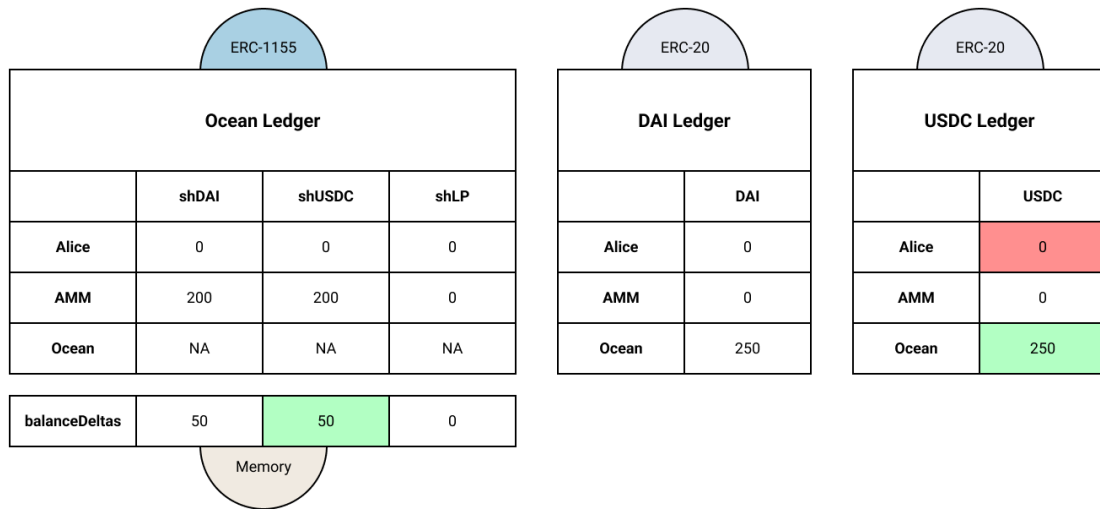 ERC-1155
Ocean Ledger
shDAI shUSDC shLP
Alice 0 0 0
AMM 200 200 0
Ocean NA NA NA
balanceDeltas 50 50 0
Memory
ERC-20
DAI Ledger
DAI
Alice 0
AMM 0
Ocean 250
ERC-20
USDC Ledger
USDC
Alice 0
AMM 0
Ocean 250